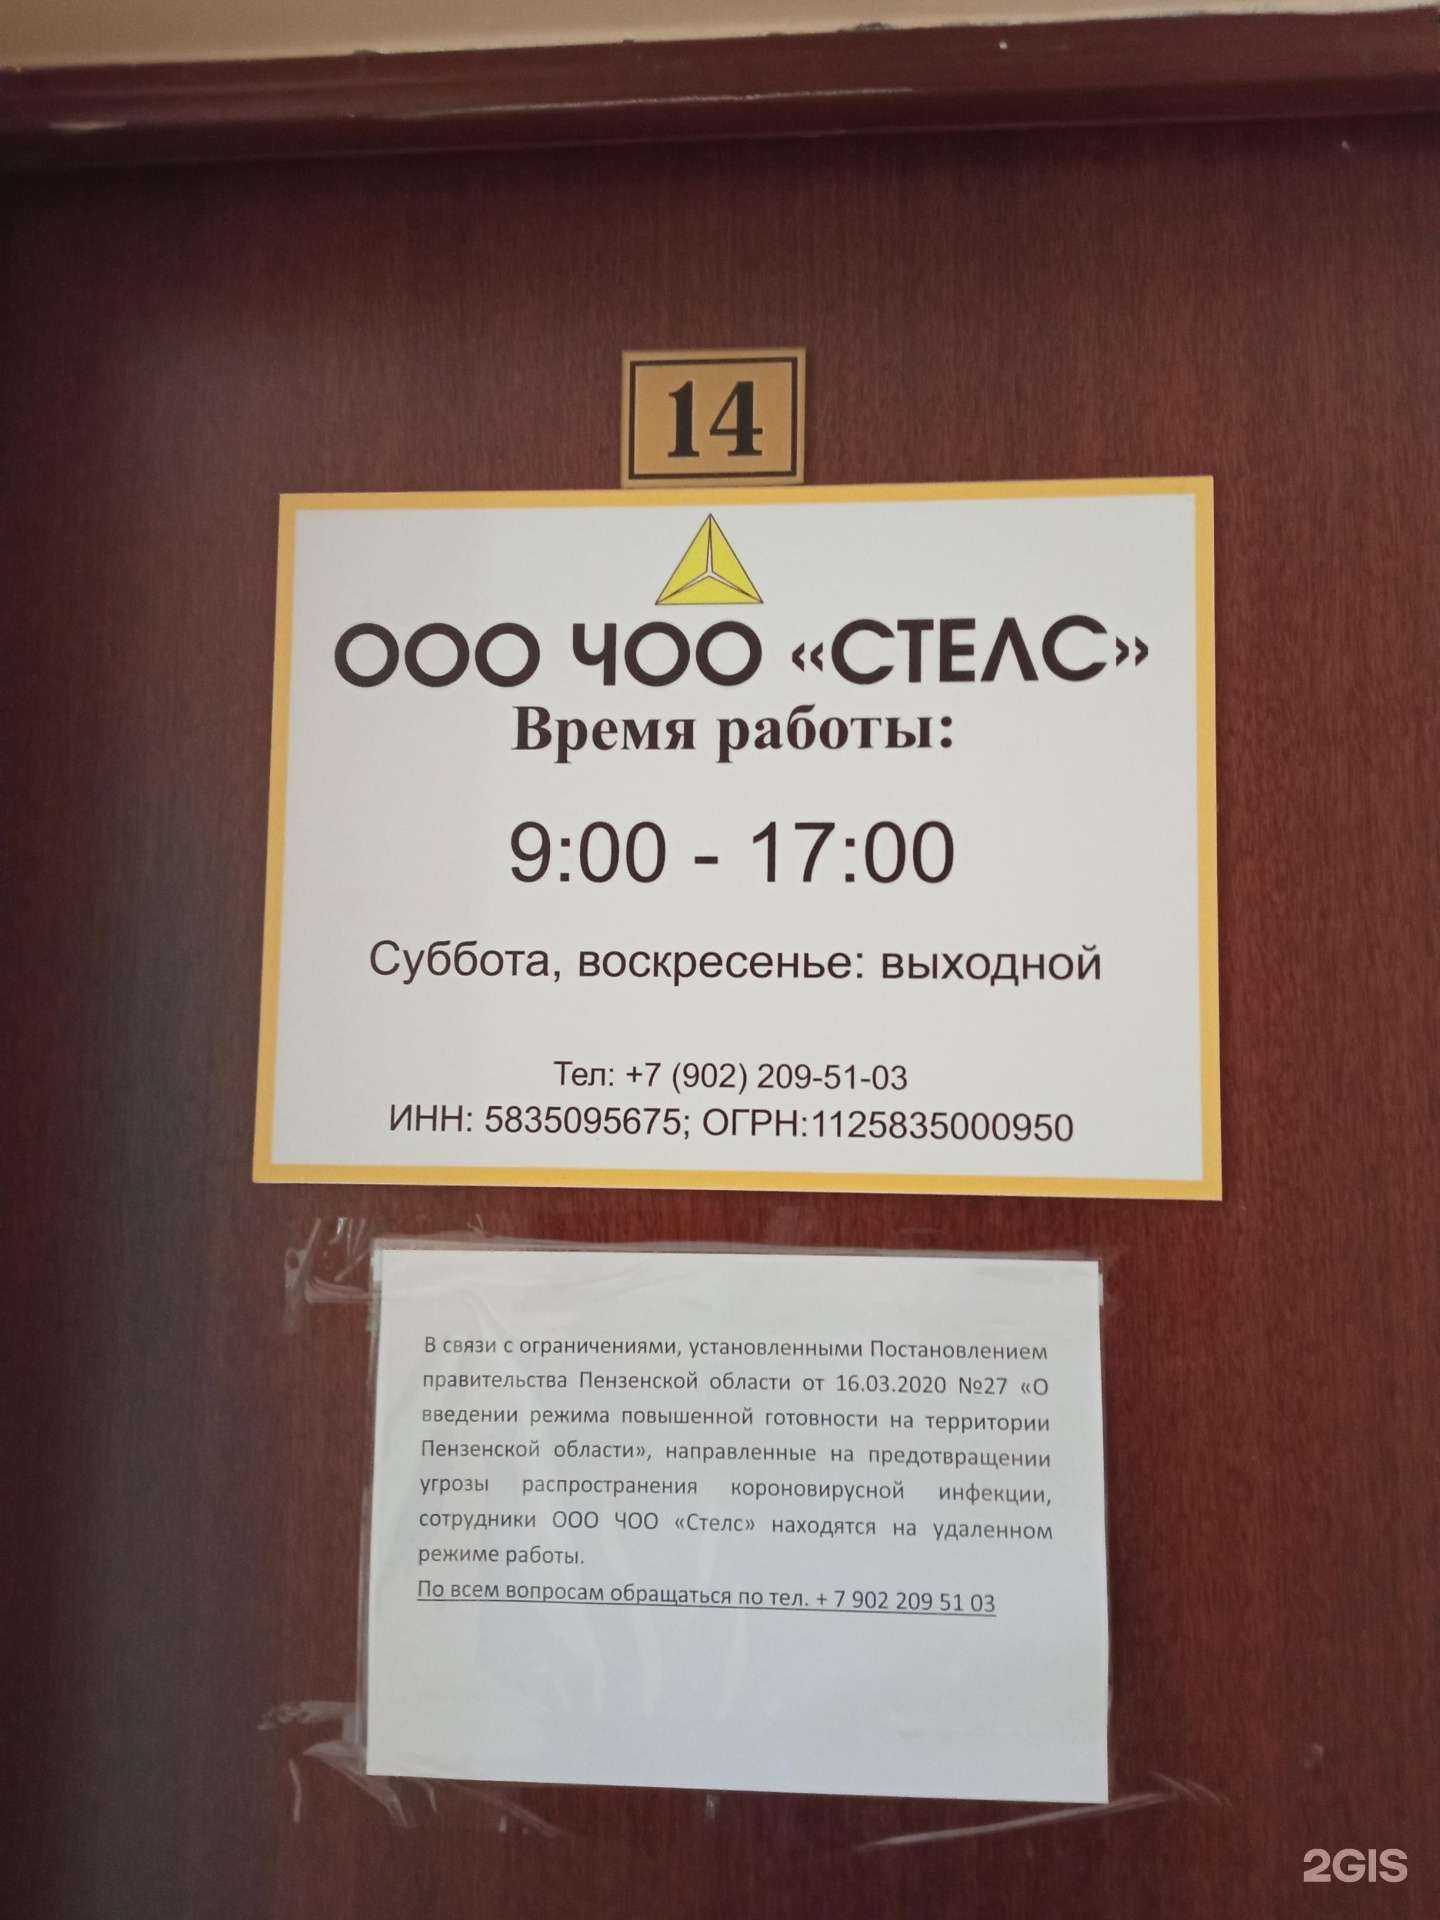 14
ООО ЧОО «СТЕЛС»
Время работы:
9:00 - 17:00
Суббота, воскресенье: выходной
Тел: +7 (902) 209-51-03
ИНН: 5835095675; ОГРН:1125835000950
В связи с ограничениями, установленными Постановлением
правительства Пензенской области от 16.03.2020 №27 «О
введении режима повышенной готовности на территории
Пензенской области», направленные на предотвращении
угрозы распространения короновирусной инфекции,
сотрудники ООО ЧОО «Стелс» находятся на удаленном
режиме работы.
По всем вопросам обращаться по тел. + 7 902 209 51 03
2GIS